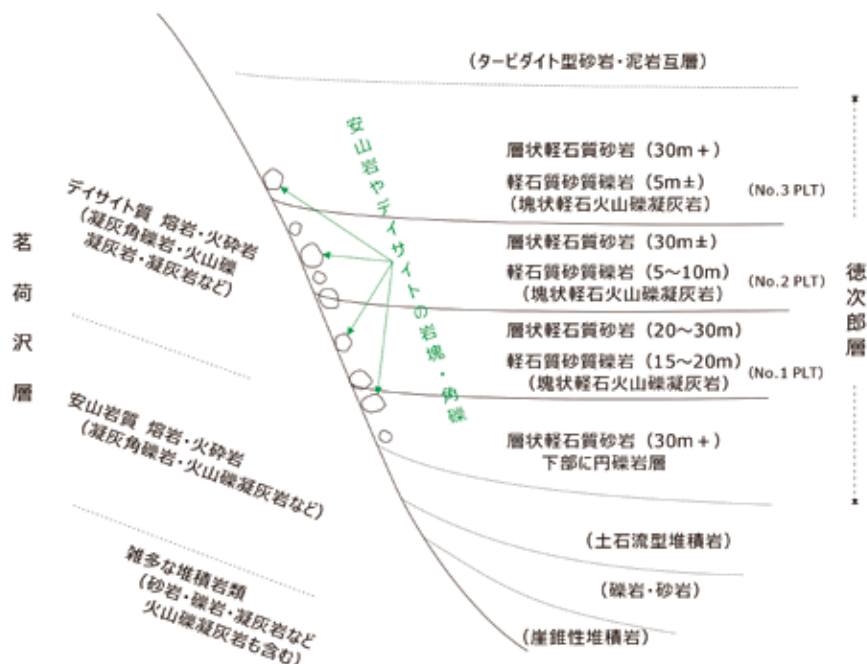 (タービダイト型砂岩・泥岩互層)
安山岩やデイサイトの岩塊・角礫
層状軽石質砂岩(30m+)
軽石質砂質礫岩(5m±)
(塊状軽石火山礫凝灰岩)
(No.3 PLT)
層状軽石質砂岩(30m±)
軽石質砂質礫岩(5~10m)
(塊状軽石火山礫凝灰岩)
(No.2 PLT)
層状軽石質砂岩(20~30m)
軽石質砂質礫岩(15~20m)
(塊状軽石火山礫凝灰岩)
(No.1 PLT)
層状軽石質砂岩(30m+)
下部に円礫岩層
(土石流型堆積岩)
(礫岩・砂岩)
(崖錐性堆積岩)
徳次郎層
茗荷沢層
デイサイト質 熔岩・火砕岩
(凝灰角礫岩・火山礫
凝灰岩・凝灰岩など)
安山岩質 熔岩・火砕岩
(凝灰角礫岩・火山礫凝灰岩など)
雑多な堆積岩類
(砂岩・礫岩・凝灰岩など
火山礫凝灰岩も含む)